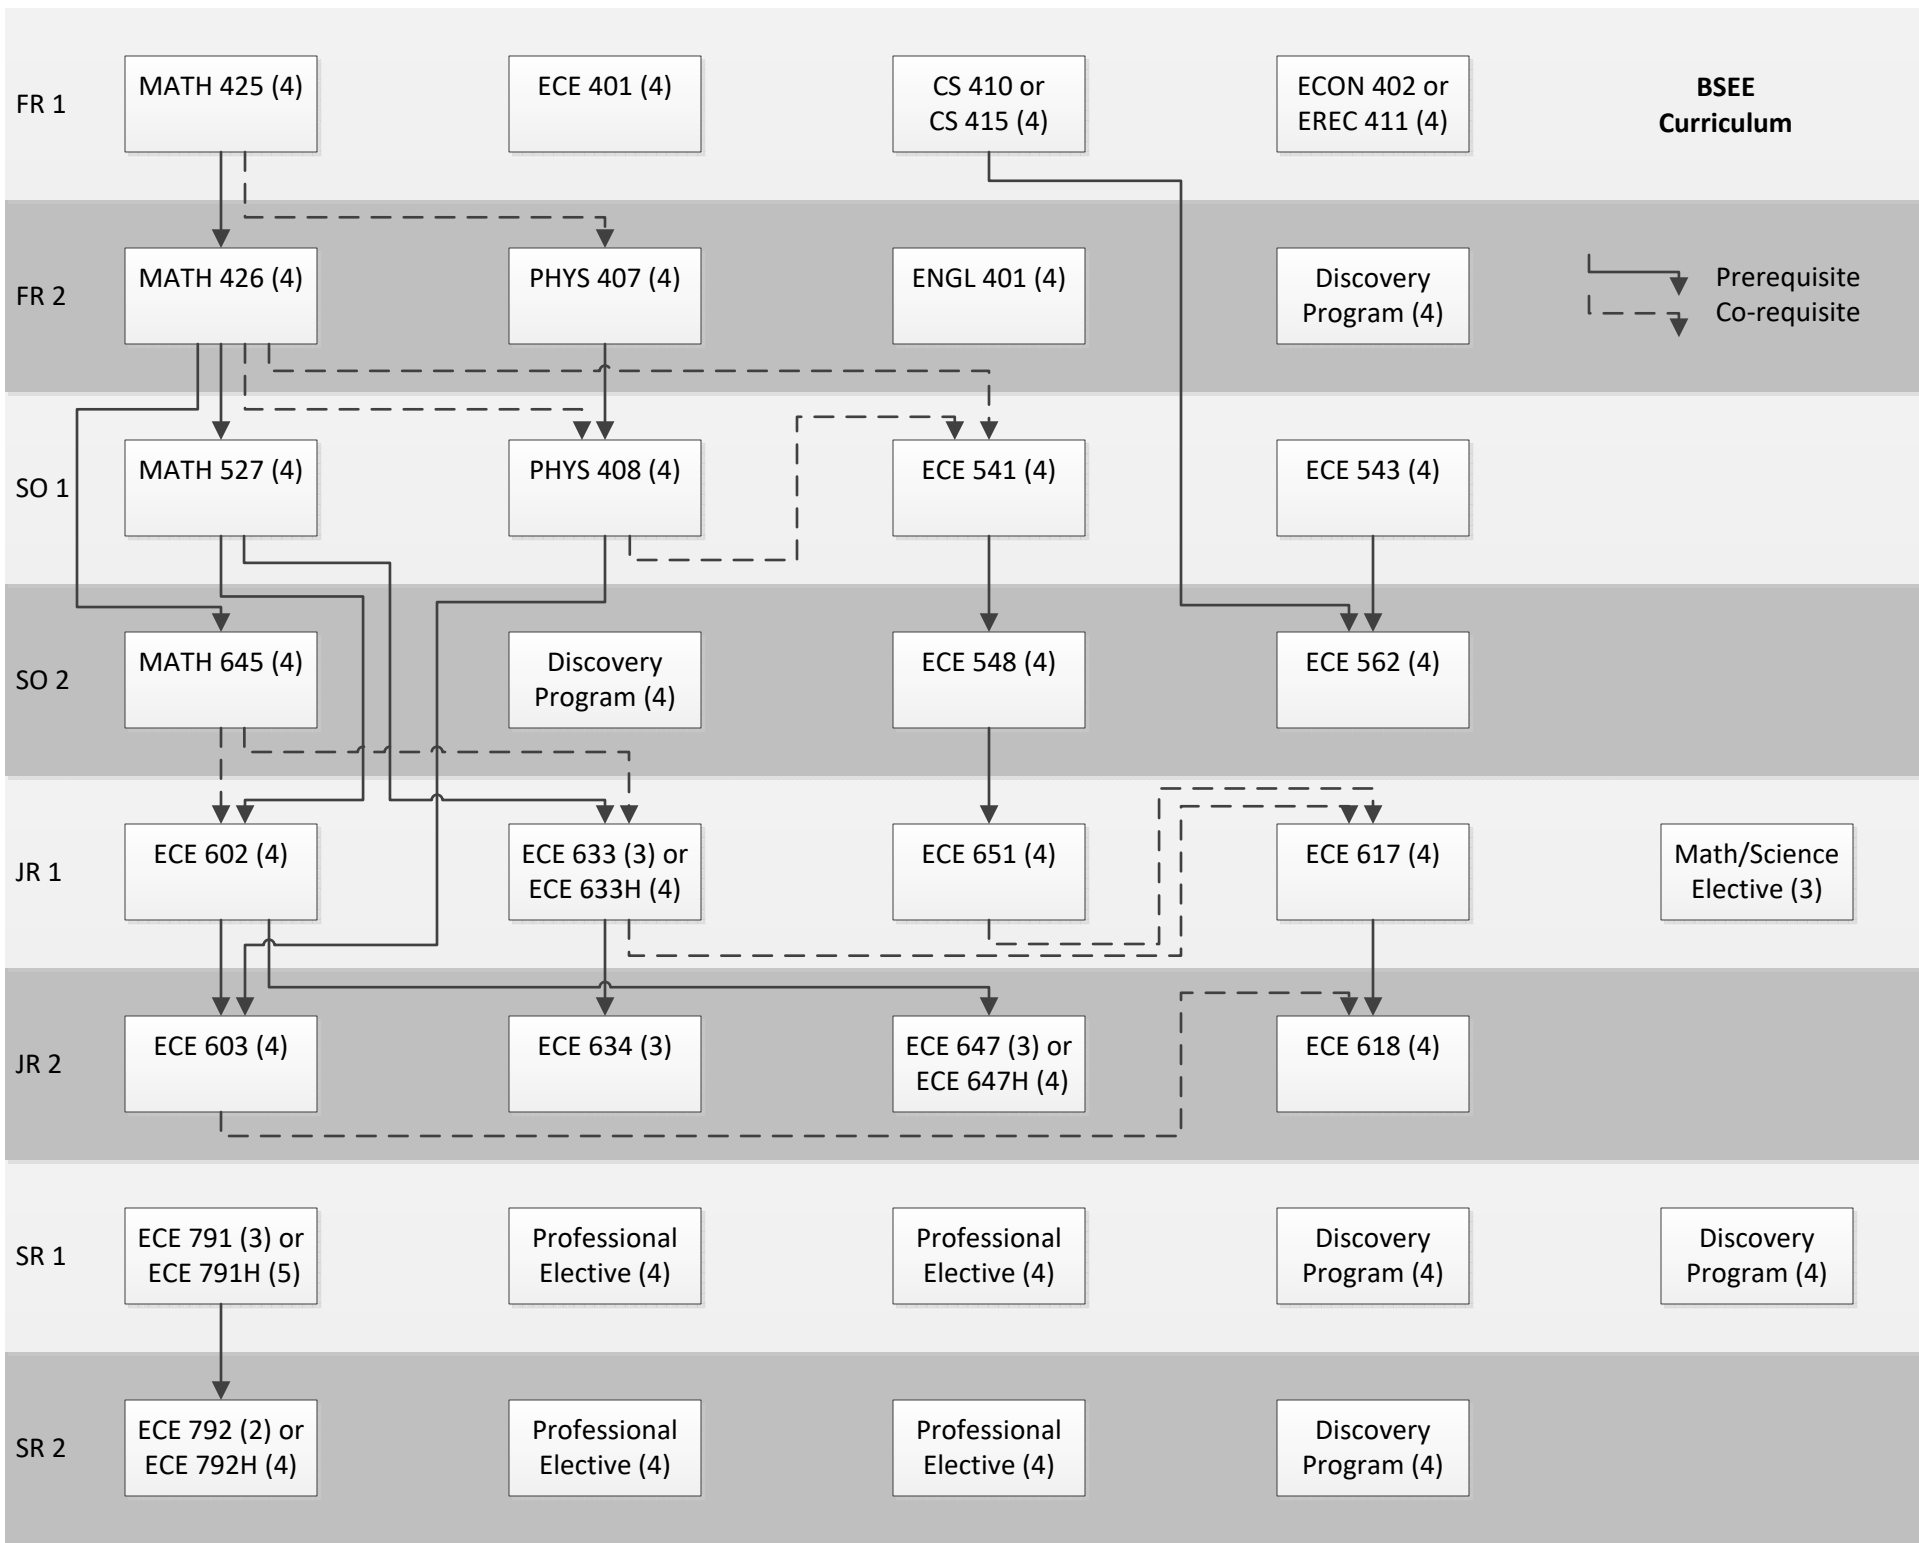 FR 1
MATH 425 (4)
ECE 401 (4)
CS 410 or
CS 415 (4)
ECON 402 or
EREC 411 (4)
BSEE
Curriculum
FR 2
MATH 426 (4)
PHYS 407 (4)
ENGL 401 (4)
Discovery
Program (4)
Prerequisite
Co-requisite
SO 1
MATH 527 (4)
PHYS 408 (4)
ECE 541 (4)
ECE 543 (4)
SO 2
MATH 645 (4)
Discovery
Program (4)
ECE 548 (4)
ECE 562 (4)
JR 1
ECE 602 (4)
ECE 633 (3) or
ECE 633H (4)
ECE 651 (4)
ECE 617 (4)
Math/Science
Elective (3)
JR 2
ECE 603 (4)
ECE 634 (3)
ECE 647 (3) or
ECE 647H (4)
ECE 618 (4)
SR 1
ECE 791 (3) or
ECE 791H (5)
Professional
Elective (4)
Professional
Elective (4)
Discovery
Program (4)
Discovery
Program (4)
SR 2
ECE 792 (2) or
ECE 792H (4)
Professional
Elective (4)
Professional
Elective (4)
Discovery
Program (4)